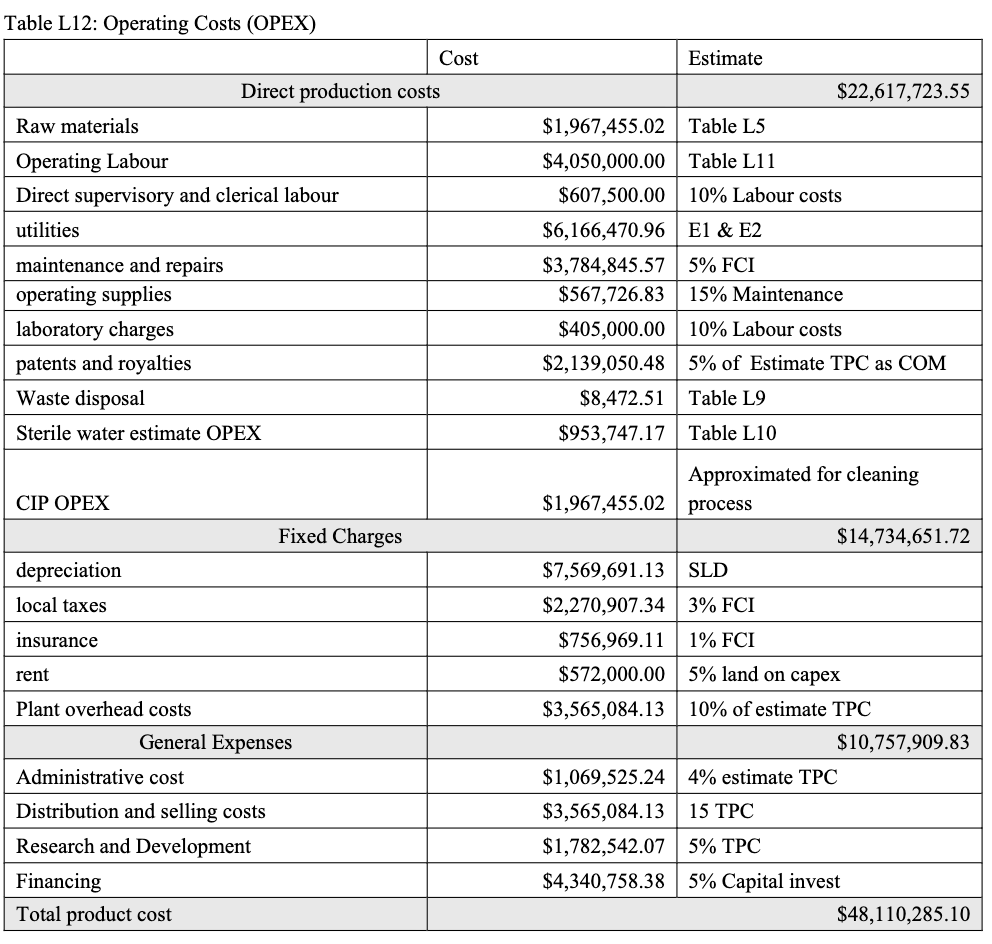 Table L12: Operating Costs (OPEX)
Cost Estimate
Direct production costs $22,617,723.55
Raw materials $1,967,455.02 Table L5
Operating Labour $4,050,000.00 Table L11
Direct supervisory and clerical labour $607,500.00 10% Labour costs
utilities $6,166,470.96 E1 & E2
maintenance and repairs $3,784,845.57 5% FCI
operating supplies $567,726.83 15% Maintenance
laboratory charges $405,000.00 10% Labour costs
patents and royalties $2,139,050.48 5% of Estimate TPC as COM
Waste disposal $8,472.51 Table L9
Sterile water estimate OPEX $953,747.17 Table L10
Approximated for cleaning
CIP OPEX $1,967,455.02 process
Fixed Charges $14,734,651.72
depreciation $7,569,691.13 SLD
local taxes $2,270,907.34 3% FCI
insurance $756,969.11 1% FCI
rent $572,000.00 5% land on capex
Plant overhead costs $3,565,084.13 10% of estimate TPC
General Expenses $10,757,909.83
Administrative cost $1,069,525.24 4% estimate TPC
Distribution and selling costs $3,565,084.13 15 TPC
Research and Development $1,782,542.07 5% TPC
Financing $4,340,758.38 5% Capital invest
Total product cost $48,110,285.10